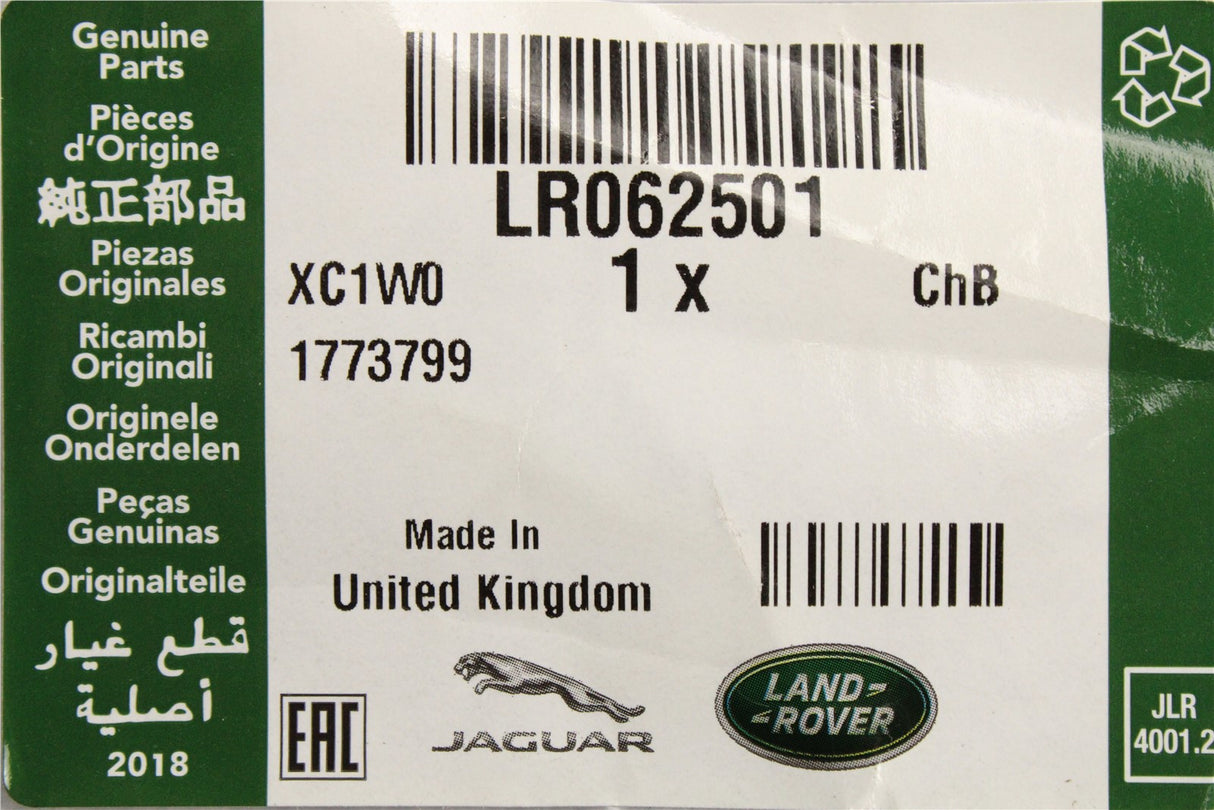 Genuine
Parts
Pièces
d'Origine
純正部品
Piezas
Originales
Ricambi
Originali
Originele
Onderdelen
Peças
Genuinas
Originalteile
قطع غيار
أصلية
2018
LR062501
XC1W0 1 x ChB
1773799
Made In
United Kingdom
EAC
JAGUAR
LAND-
-ROVER
JLR
4001.2